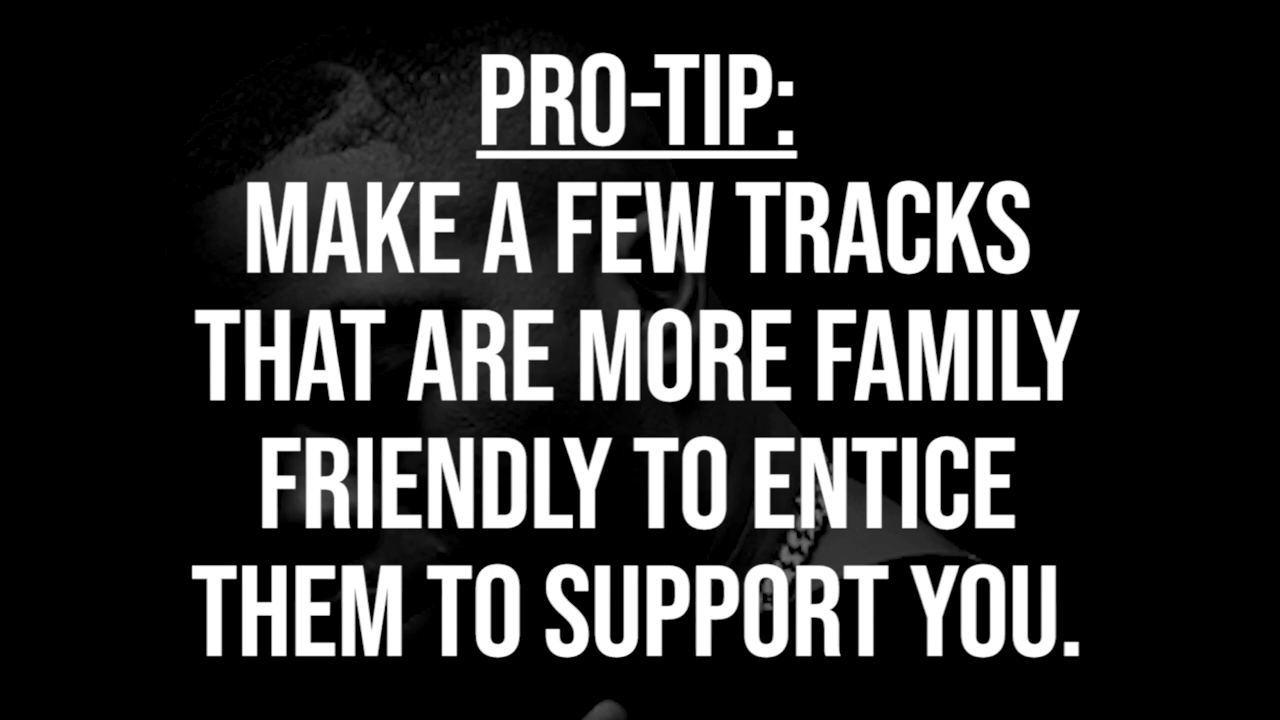 PRO-TIP:
MAKE A FEW TRACKS
THAT ARE MORE FAMILY
FRIENDLY TO ENTICE
THEM TO SUPPORT YOU.